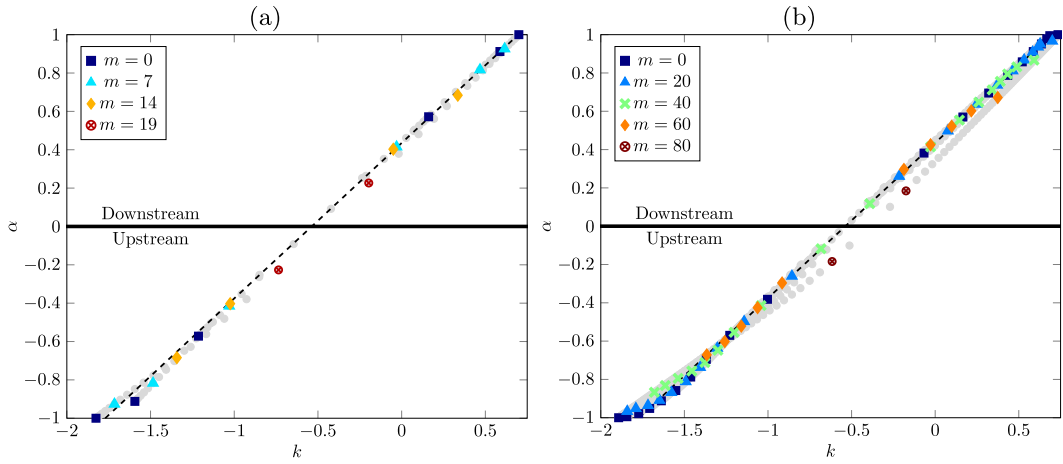 (a)
m = 0
m = 7
m = 14
m = 19
Downstream
Upstream
1
0.8
0.6
0.4
0.2
0
−0.2
−0.4
−0.6
−0.8
−1
α
−2
−1.5
−1
−0.5
0
0.5
k
(b)
m = 0
m = 20
m = 40
m = 60
m = 80
Downstream
Upstream
1
0.8
0.6
0.4
0.2
0
−0.2
−0.4
−0.6
−0.8
−1
α
−2
−1.5
−1
−0.5
0
0.5
k